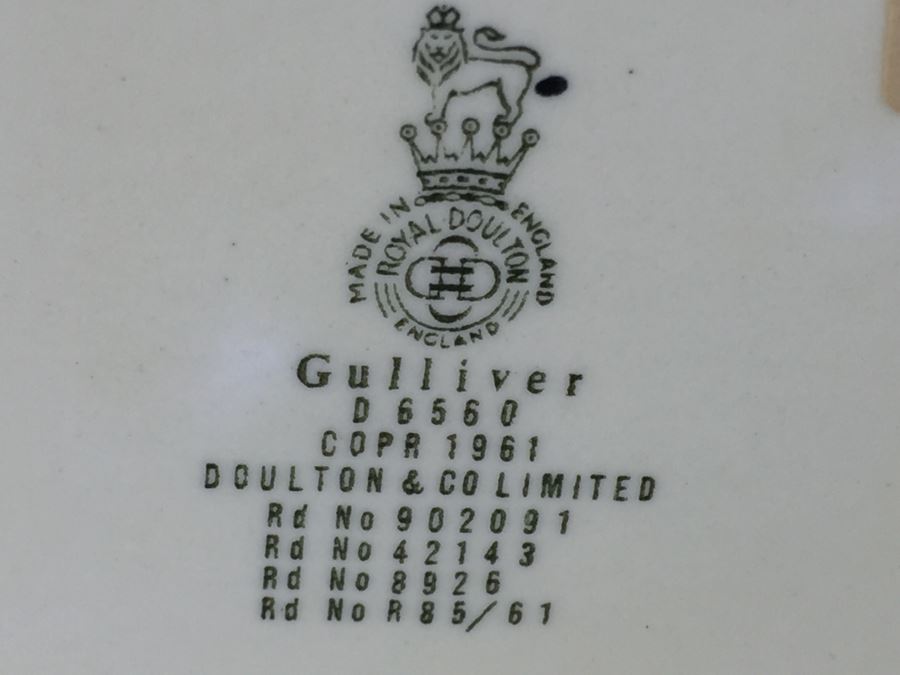 MADE IN ENGLAND
ROYAL DOULTON
ENGLAND
Gulliver
D 6560
COPR 1961
DOULTON & CO LIMITED
Rd No 902091
Rd No 42143
Rd No 8926
Rd No R 85/61